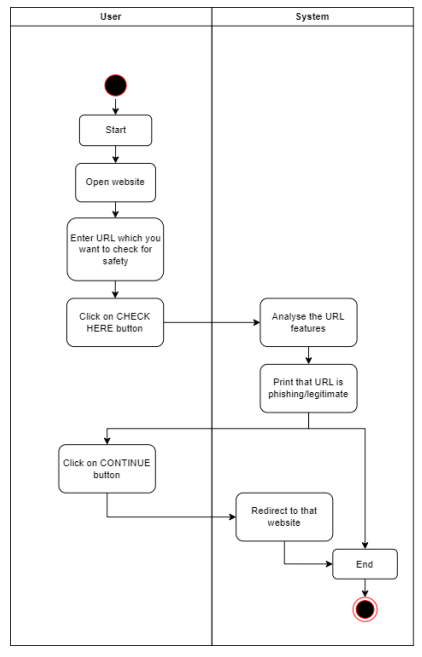 User
System
Start
Open website
Enter URL which you
want to check for
safety
Click on CHECK
HERE button
Analyse the URL
features
Print that URL is
phishing/legitimate
Click on CONTINUE
button
Redirect to that
website
End